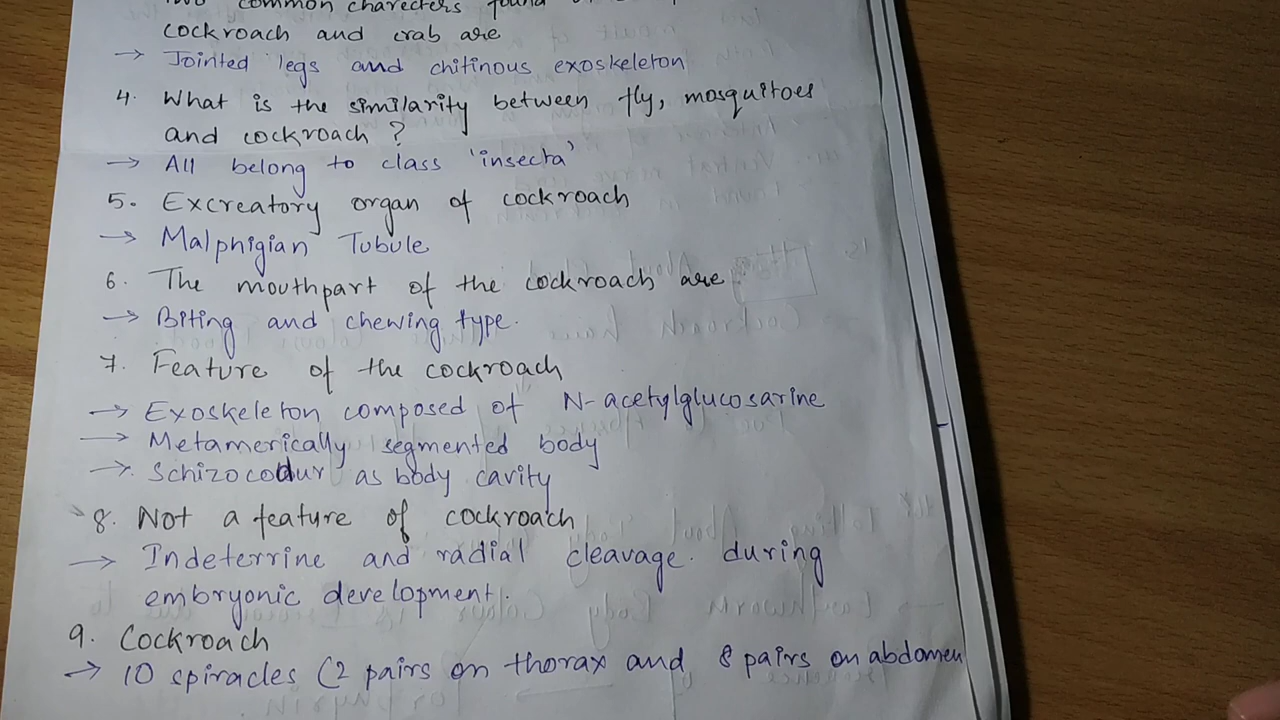 common charecters found
cockroach and crab are
→ Jointed legs and chitinous exoskeleton
4. What is the similarity between fly, mosquitoes
and cockroach ?
→ All belong to class 'insecta'
5. Excreatory organ of cockroach
→ Malphigian Tubule
6. The mouthpart of the cockroach are
→ Biting and chewing type.
7. Feature of the cockroach
→ Exoskeleton composed of N-acetylglucosarine
→ Metamerically segmented body
→ Schizocodur as body cavity
8. Not a feature of cockroach
→ Indeterrine and radial cleavage. during
embryonic development.
9. Cockroach
→ 10 spiracles (2 pairs on thorax and 8 pairs on abdomen